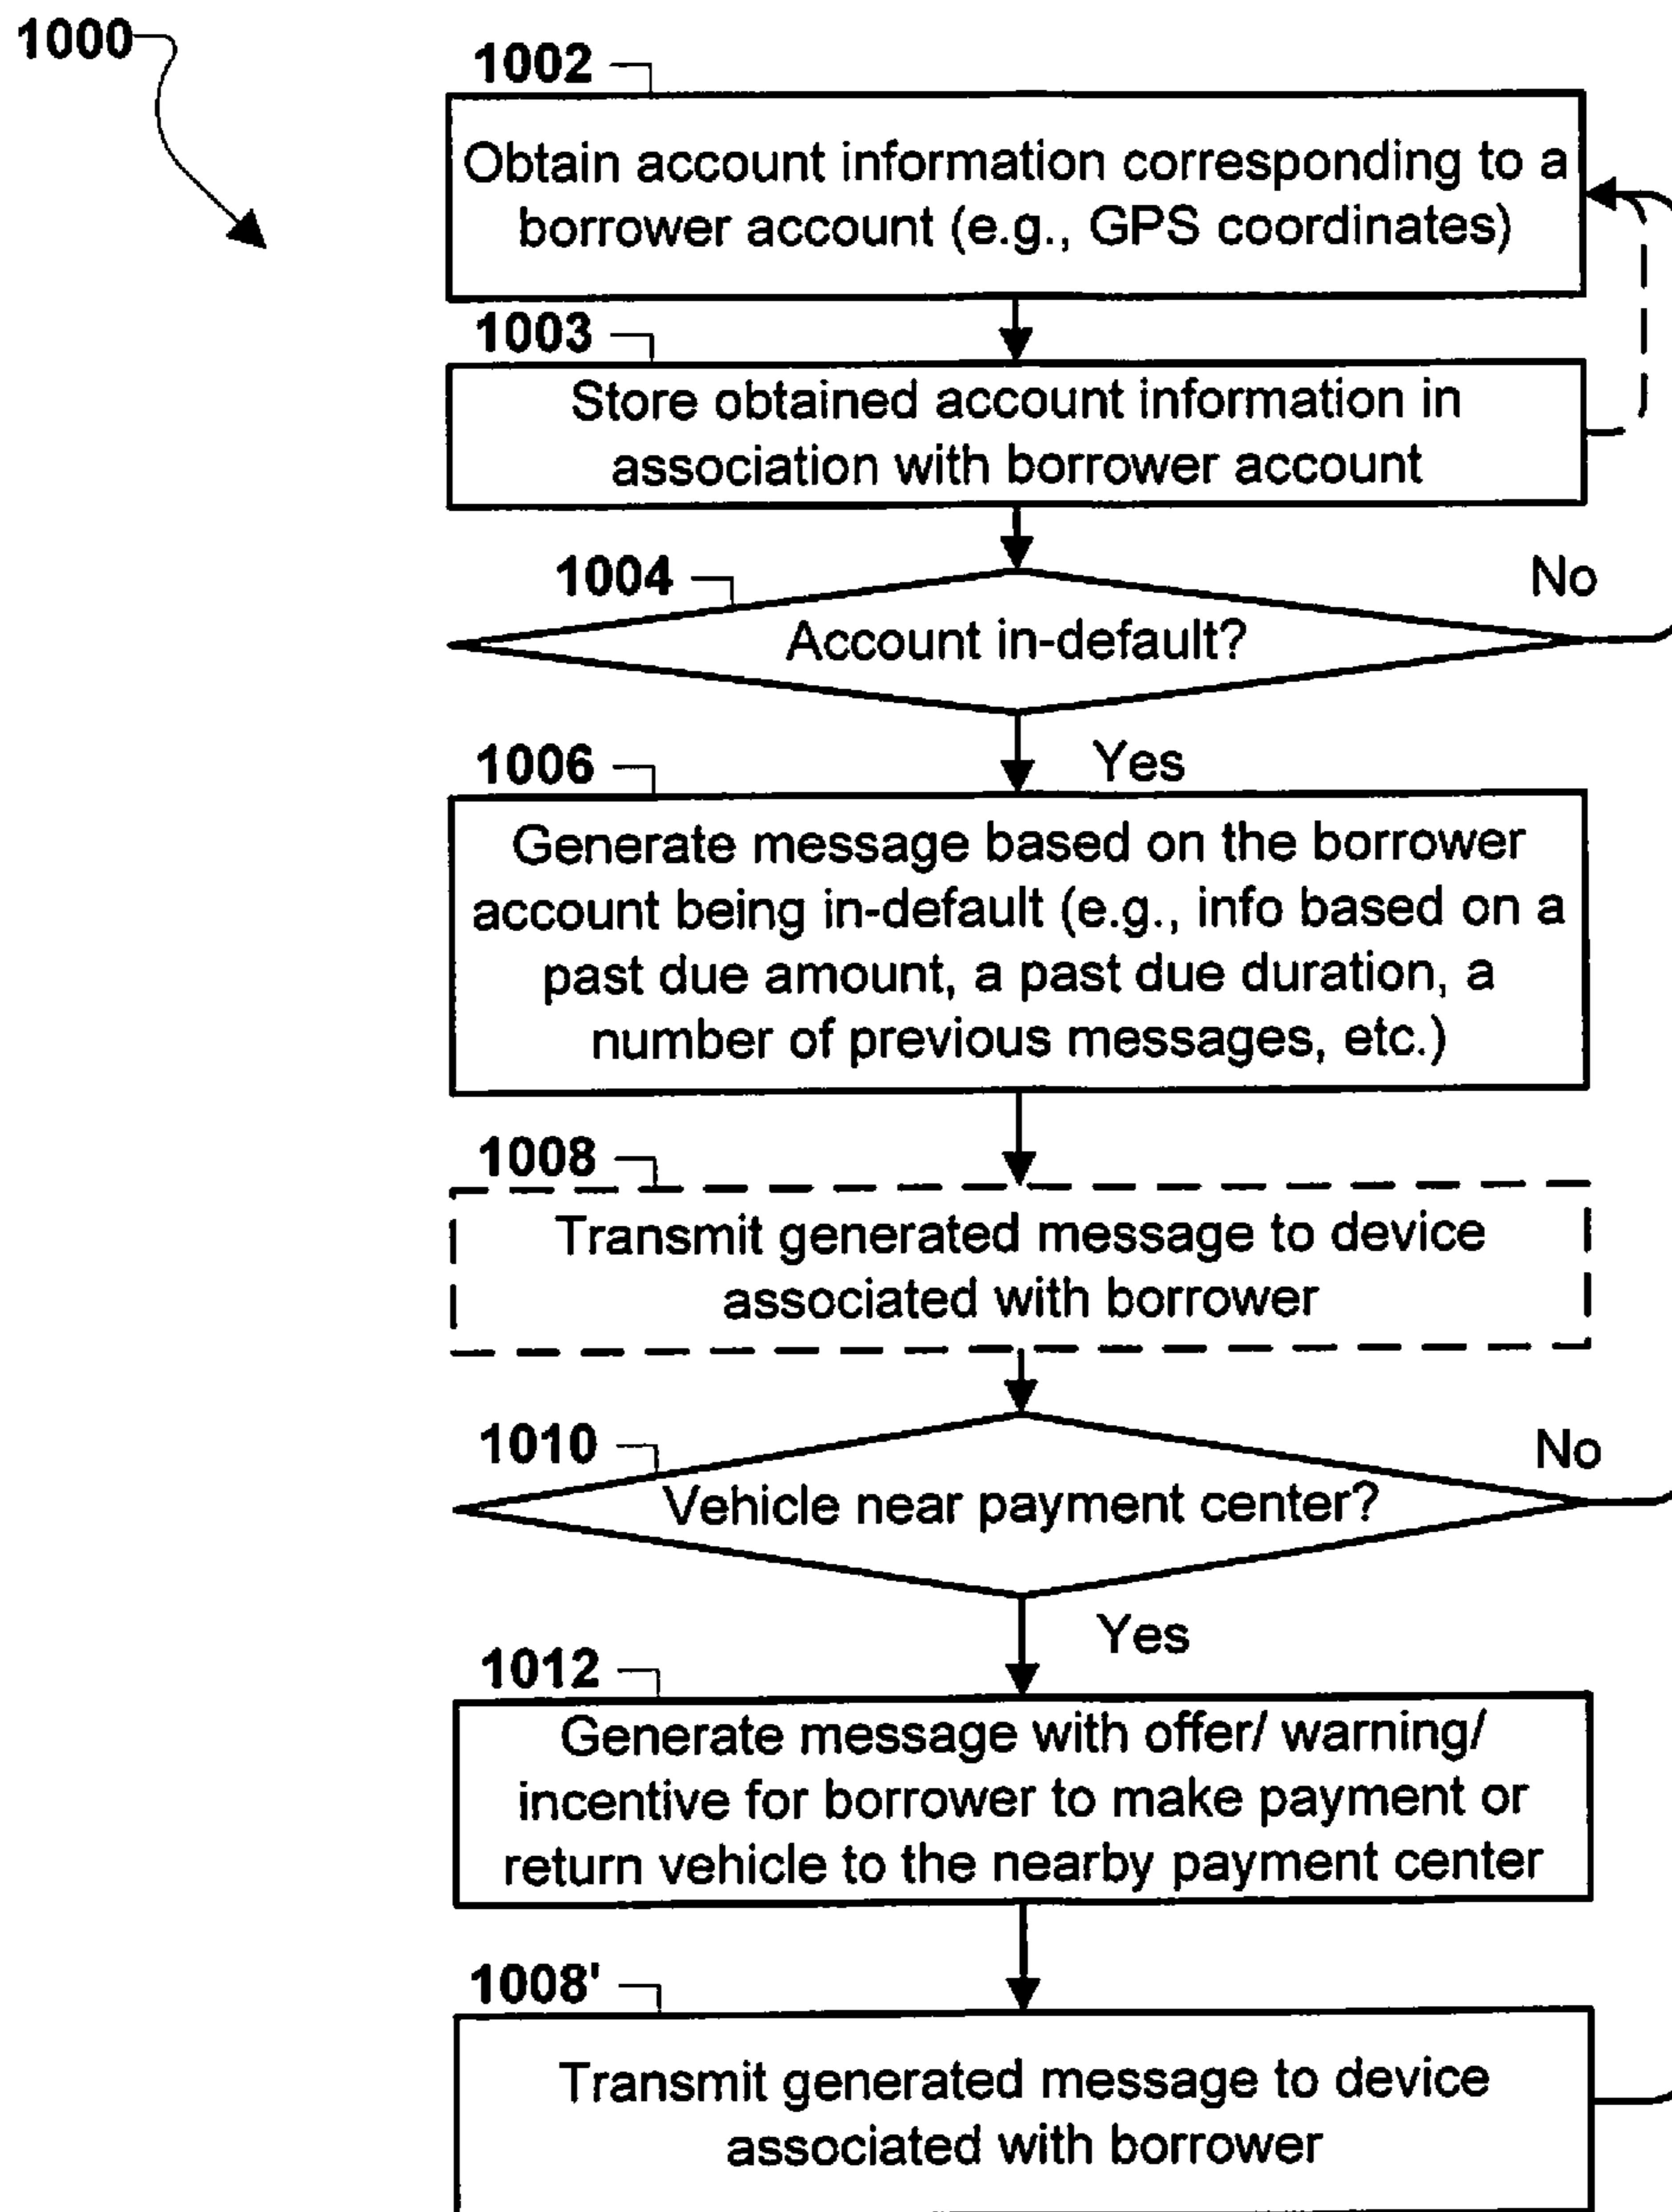 1000
1002
Obtain account information corresponding to a
borrower account (e.g., GPS coordinates)
1003
Store obtained account information in
association with borrower account
1004
No
Account in-default?
Yes
1006
Generate message based on the borrower
account being in-default (e.g., info based on a
past due amount, a past due duration, a
number of previous messages, etc.)
1008
Transmit generated message to device
associated with borrower
1010
No
Vehicle near payment center?
Yes
1012
Generate message with offer/ warning/
incentive for borrower to make payment or
return vehicle to the nearby payment center
1008'
Transmit generated message to device
associated with borrower